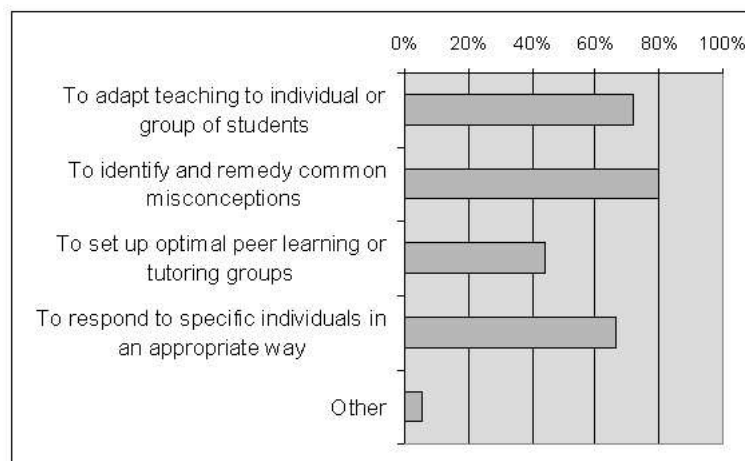 0% 20% 40% 60% 80% 100%
To adapt teaching to individual or
group of students
To identify and remedy common
misconceptions
To set up optimal peer learning or
tutoring groups
To respond to specific individuals in
an appropriate way
Other